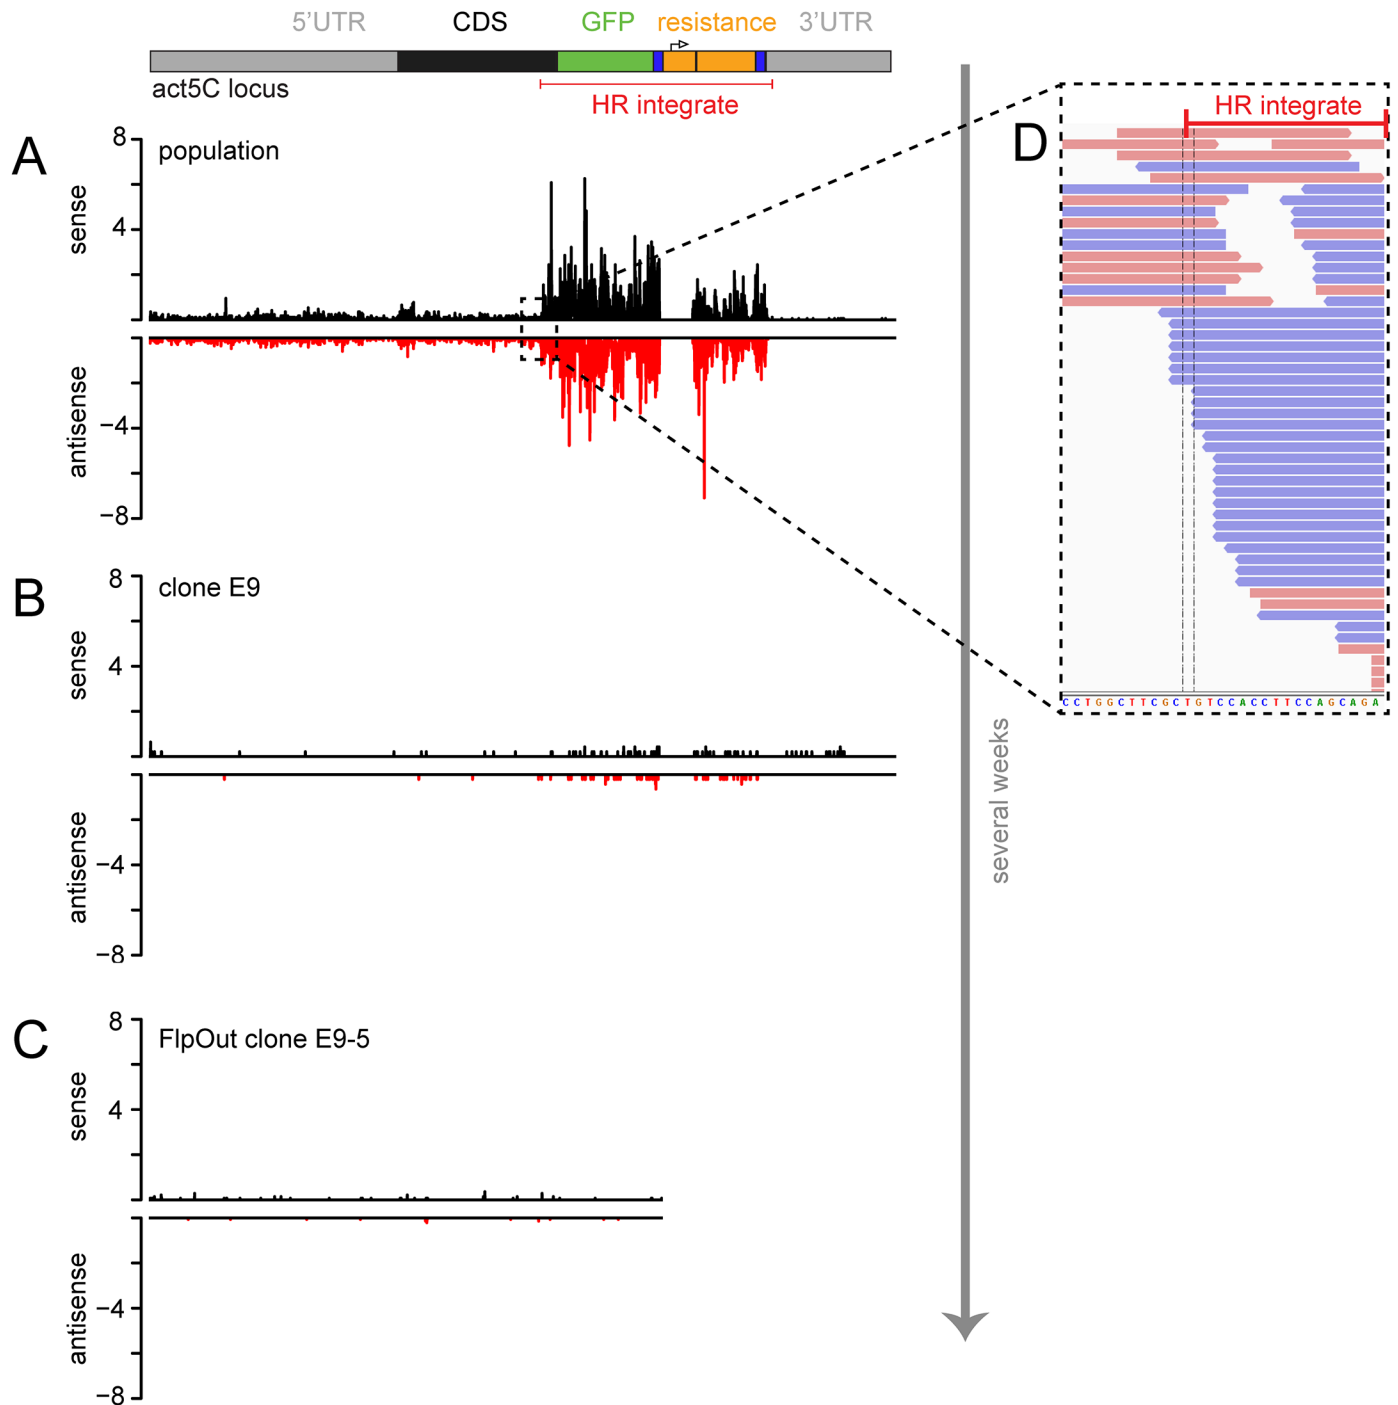 5’UTR CDS GFP resistance 3’UTR
act5C locus
HR integrate
A
8
population
sense
4
antisense
−4
−8
D
HR integrate
CCTGGCTTCGCTGTCCACCTTCCAGCAGA
B
8
clone E9
sense
4
antisense
−4
−8
several weeks
C
8
FlpOut clone E9-5
sense
4
antisense
−4
−8